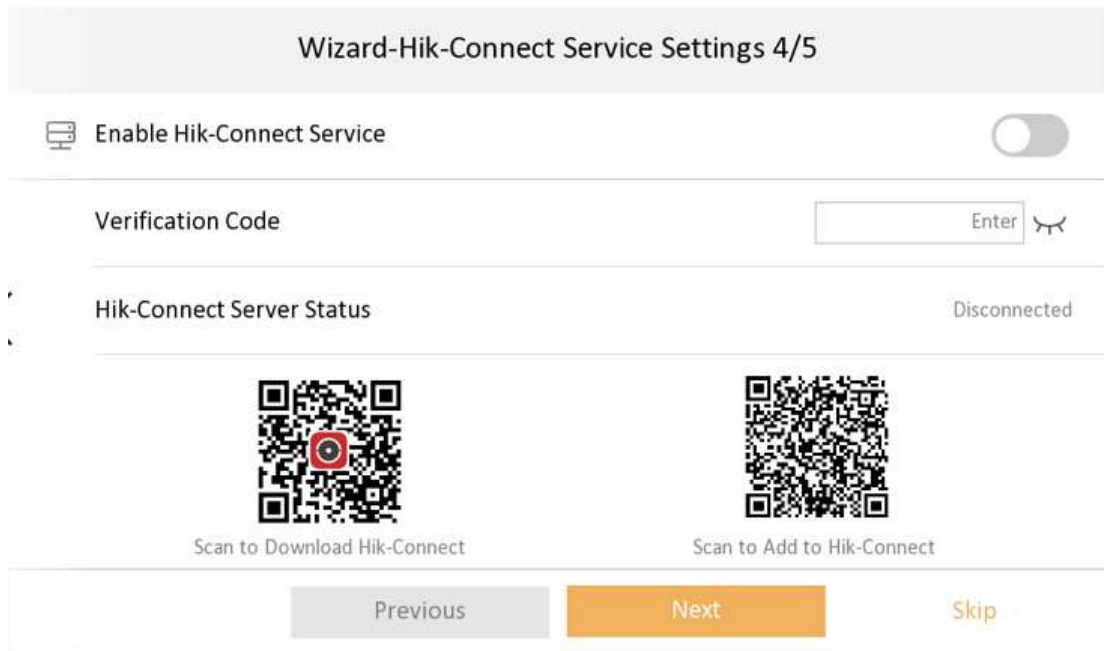 Wizard-Hik-Connect Service Settings 4/5
Enable Hik-Connect Service
Verification Code
Enter
Hik-Connect Server Status
Disconnected
Scan to Download Hik-Connect
Scan to Add to Hik-Connect
Previous
Next
Skip